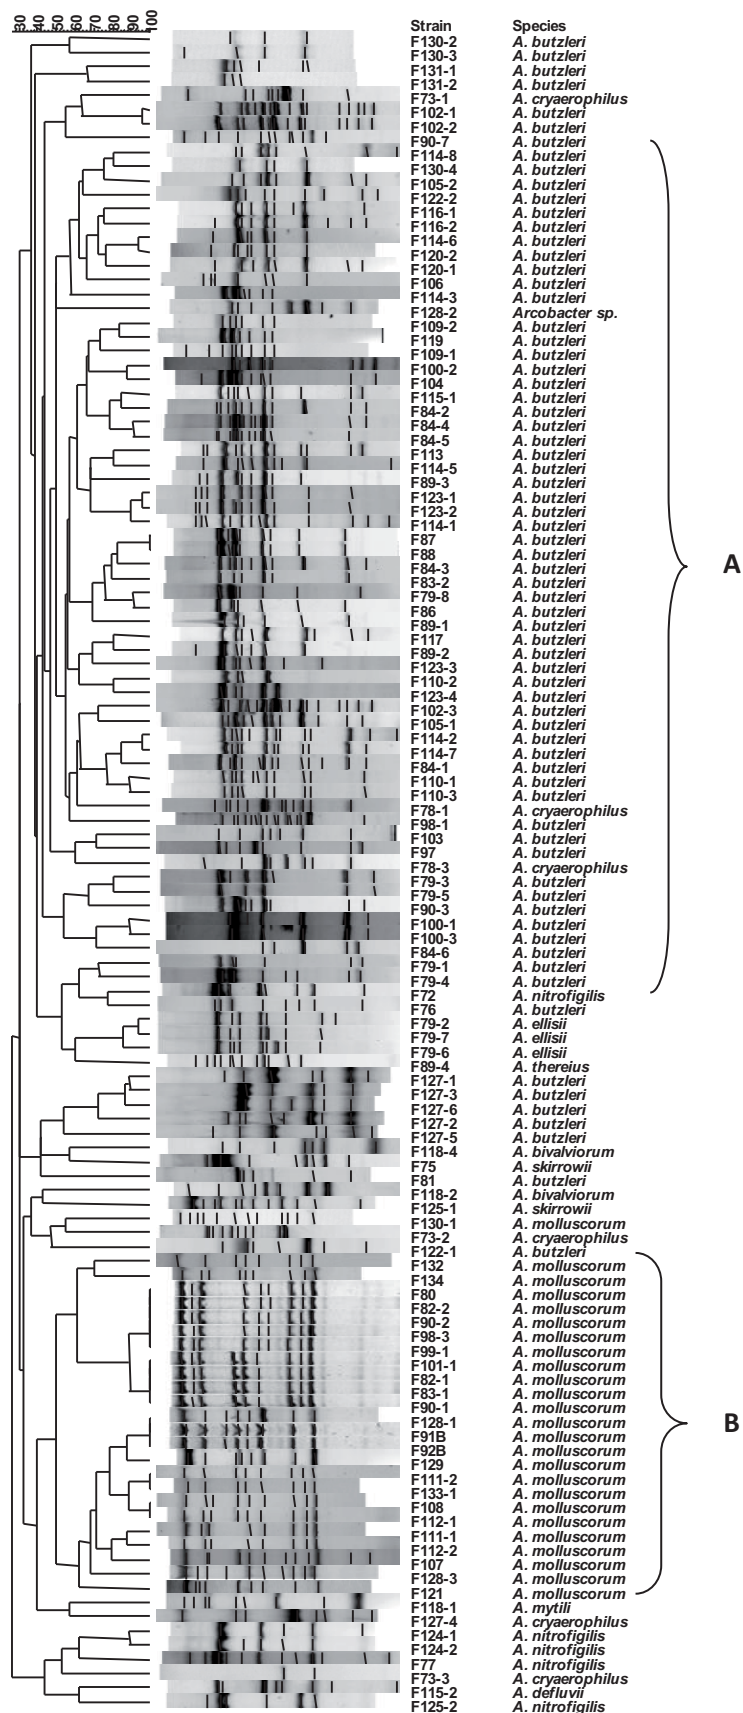 30 40 50 60 70 80 90 100
Strain Species
F130-2 A. butzleri
F130-3 A. butzleri
F131-1 A. butzleri
F131-2 A. butzleri
F73-1 A. cryaerophilus
F102-1 A. butzleri
F102-2 A. butzleri
F90-7 A. butzleri
F114-8 A. butzleri
F130-4 A. butzleri
F105-2 A. butzleri
F122-2 A. butzleri
F116-1 A. butzleri
F116-2 A. butzleri
F114-6 A. butzleri
F120-2 A. butzleri
F120-1 A. butzleri
F106 A. butzleri
F114-3 A. butzleri
F128-2 Arcobacter sp.
F109-2 A. butzleri
F119 A. butzleri
F109-1 A. butzleri
F100-2 A. butzleri
F104 A. butzleri
F115-1 A. butzleri
F84-2 A. butzleri
F84-4 A. butzleri
F84-5 A. butzleri
F113 A. butzleri
F114-5 A. butzleri
F89-3 A. butzleri
F123-1 A. butzleri
F123-2 A. butzleri
F114-1 A. butzleri
F87 A. butzleri
F88 A. butzleri
F84-3 A. butzleri
A
F83-2 A. butzleri
F79-8 A. butzleri
F86 A. butzleri
F89-1 A. butzleri
F117 A. butzleri
F89-2 A. butzleri
F123-3 A. butzleri
F110-2 A. butzleri
F123-4 A. butzleri
F102-3 A. butzleri
F105-1 A. butzleri
F114-2 A. butzleri
F114-7 A. butzleri
F84-1 A. butzleri
F110-1 A. butzleri
F110-3 A. butzleri
F78-1 A. cryaerophilus
F98-1 A. butzleri
F103 A. butzleri
F97 A. butzleri
F78-3 A. cryaerophilus
F79-3 A. butzleri
F79-5 A. butzleri
F90-3 A. butzleri
F100-1 A. butzleri
F100-3 A. butzleri
F84-6 A. butzleri
F79-1 A. butzleri
F79-4 A. butzleri
F72 A. nitrofigilis
F76 A. butzleri
F79-2 A. ellisii
F79-7 A. ellisii
F79-6 A. ellisii
F89-4 A. thereius
F127-1 A. butzleri
F127-3 A. butzleri
F127-6 A. butzleri
F127-2 A. butzleri
F127-5 A. butzleri
F118-4 A. bivalviorum
F75 A. skirrowii
F81 A. butzleri
F118-2 A. bivalviorum
F125-1 A. skirrowii
F130-1 A. molluscorum
F73-2 A. cryaerophilus
F122-1 A. butzleri
F132 A. molluscorum
F134 A. molluscorum
F80 A. molluscorum
F82-2 A. molluscorum
F90-2 A. molluscorum
F98-3 A. molluscorum
F99-1 A. molluscorum
F101-1 A. molluscorum
F82-1 A. molluscorum
F83-1 A. molluscorum
F90-1 A. molluscorum
F128-1 A. molluscorum
B
F91B A. molluscorum
F92B A. molluscorum
F129 A. molluscorum
F111-2 A. molluscorum
F133-1 A. molluscorum
F108 A. molluscorum
F112-1 A. molluscorum
F111-1 A. molluscorum
F112-2 A. molluscorum
F107 A. molluscorum
F128-3 A. molluscorum
F121 A. molluscorum
F118-1 A. mytili
F127-4 A. cryaerophilus
F124-1 A. nitrofigilis
F124-2 A. nitrofigilis
F77 A. nitrofigilis
F73-3 A. cryaerophilus
F115-2 A. defluvii
F125-2 A. nitrofigilis